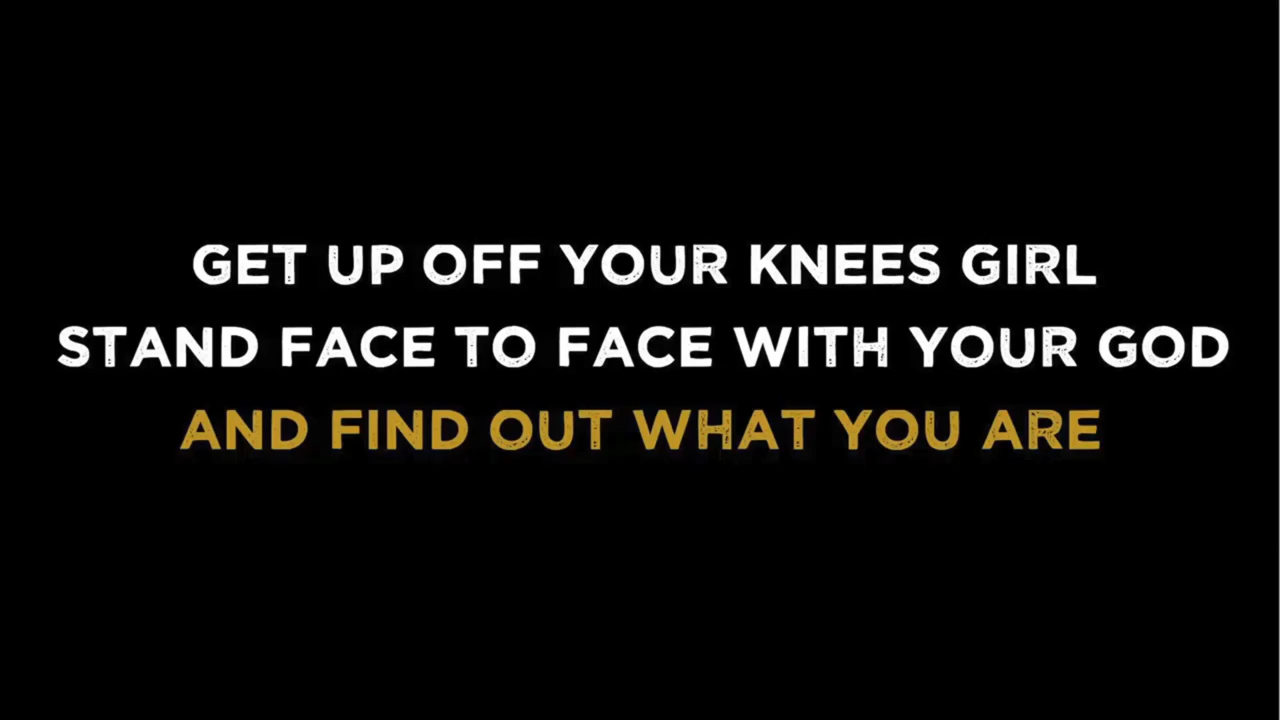 GET UP OFF YOUR KNEES GIRL
STAND FACE TO FACE WITH YOUR GOD
AND FIND OUT WHAT YOU ARE